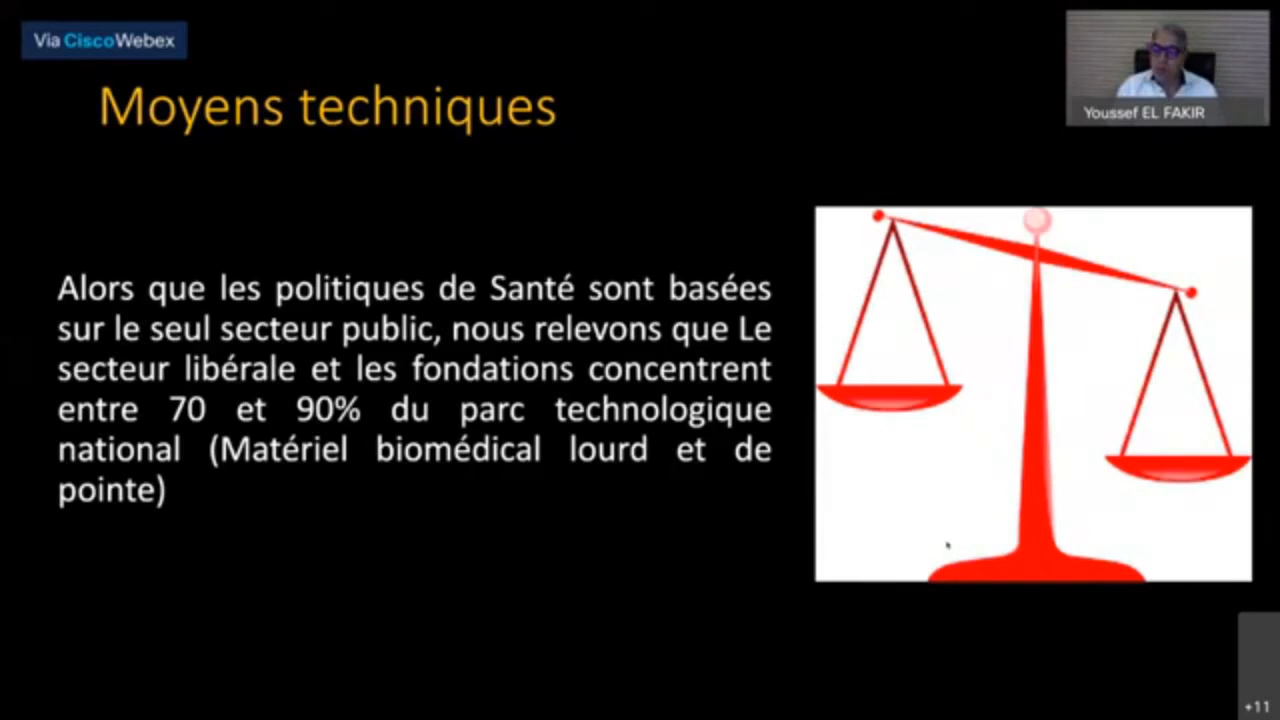 Via CiscoWebex
Moyens techniques
Youssef EL FAKIR
Alors que les politiques de Santé sont basées
sur le seul secteur public, nous relevons que Le
secteur libérale et les fondations concentrent
entre 70 et 90% du parc technologique
national (Matériel biomédical lourd et de
pointe)
+11